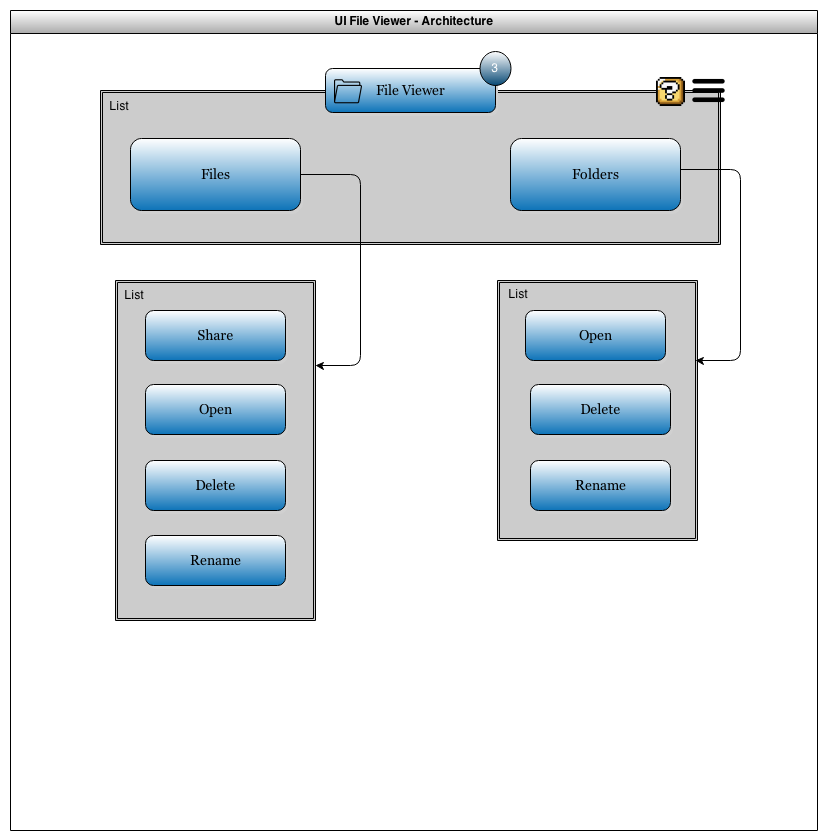 UI File Viewer - Architecture
3
File Viewer
?
List
Files
Folders
List
Share
Open
Delete
Rename
List
Open
Delete
Rename